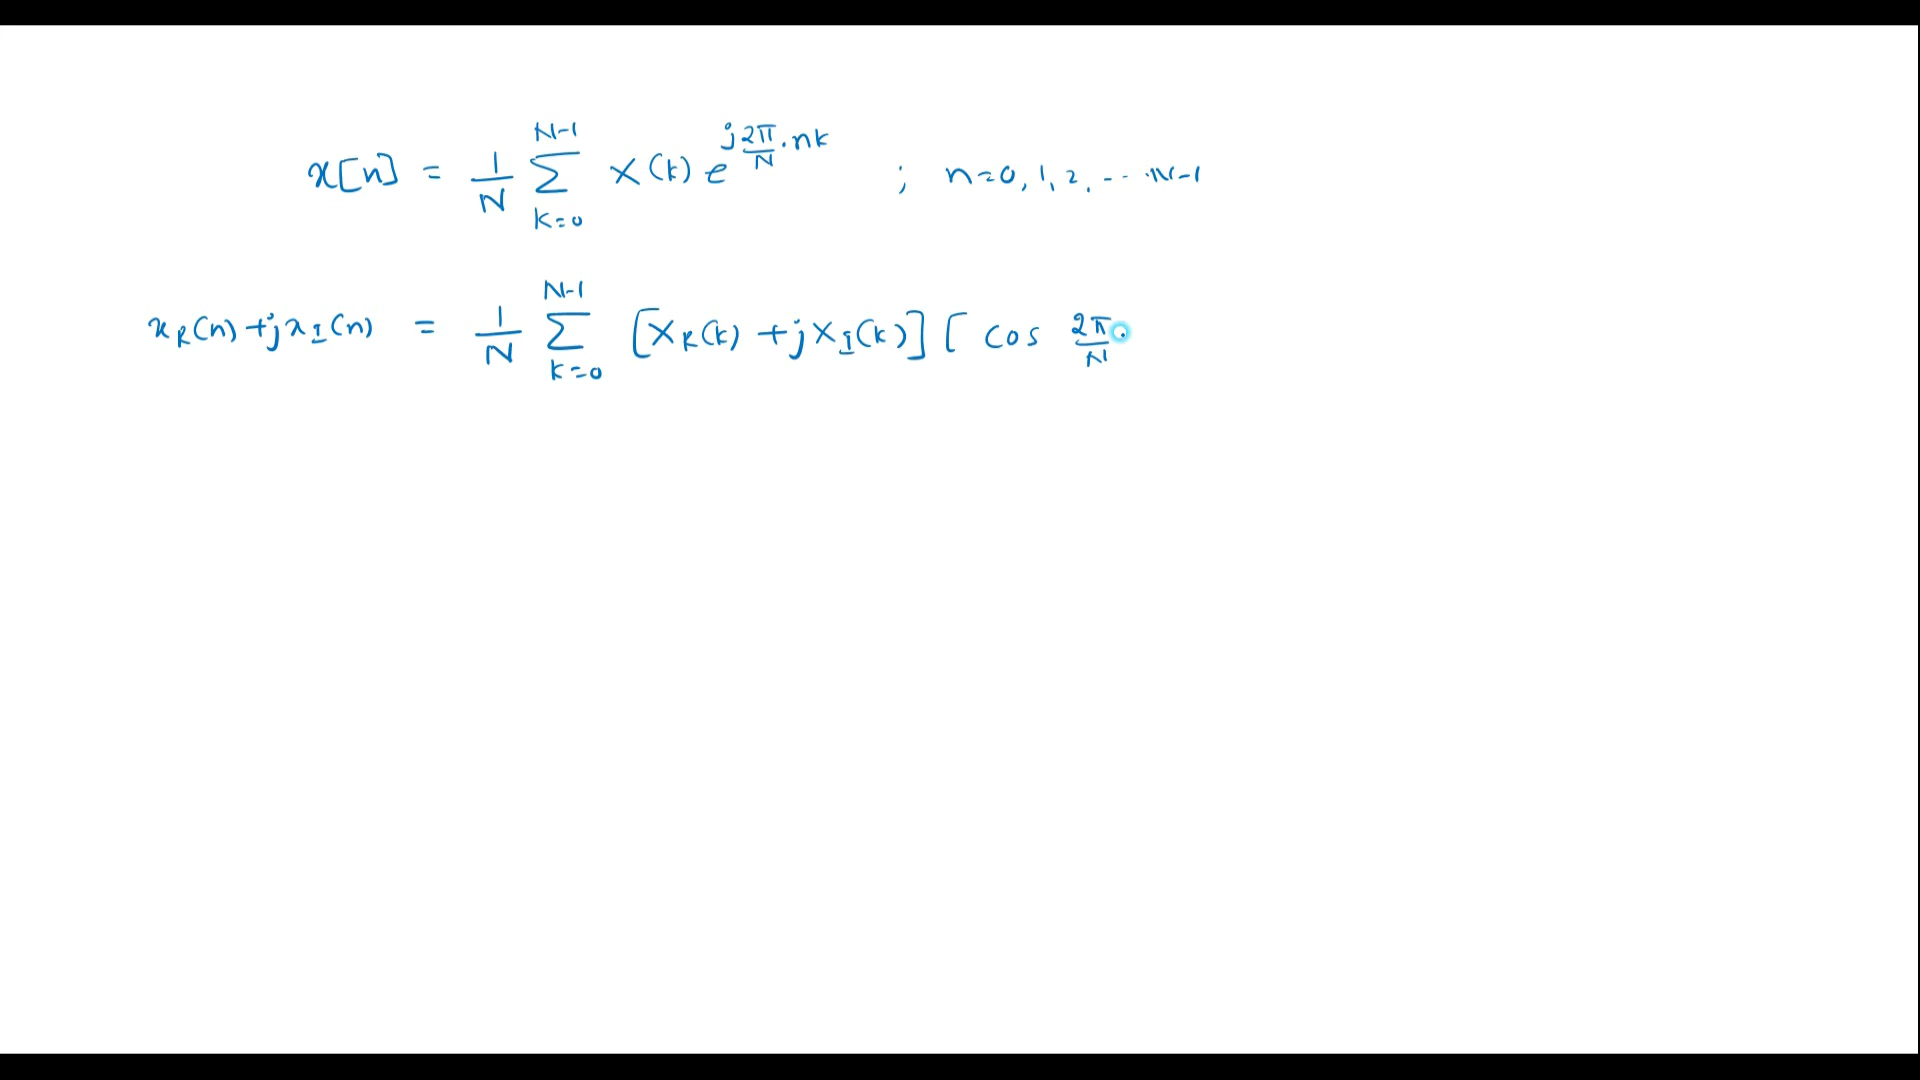 x[n] = 1/N Σ_{k=0}^{N-1} X(k) e^{j 2π/N · nk} ; n=0, 1, 2, -- ·N-1
x_R(n) + j x_I(n) = 1/N Σ_{k=0}^{N-1} [X_R(k) + j X_I(k)] [ cos 2π/N ·